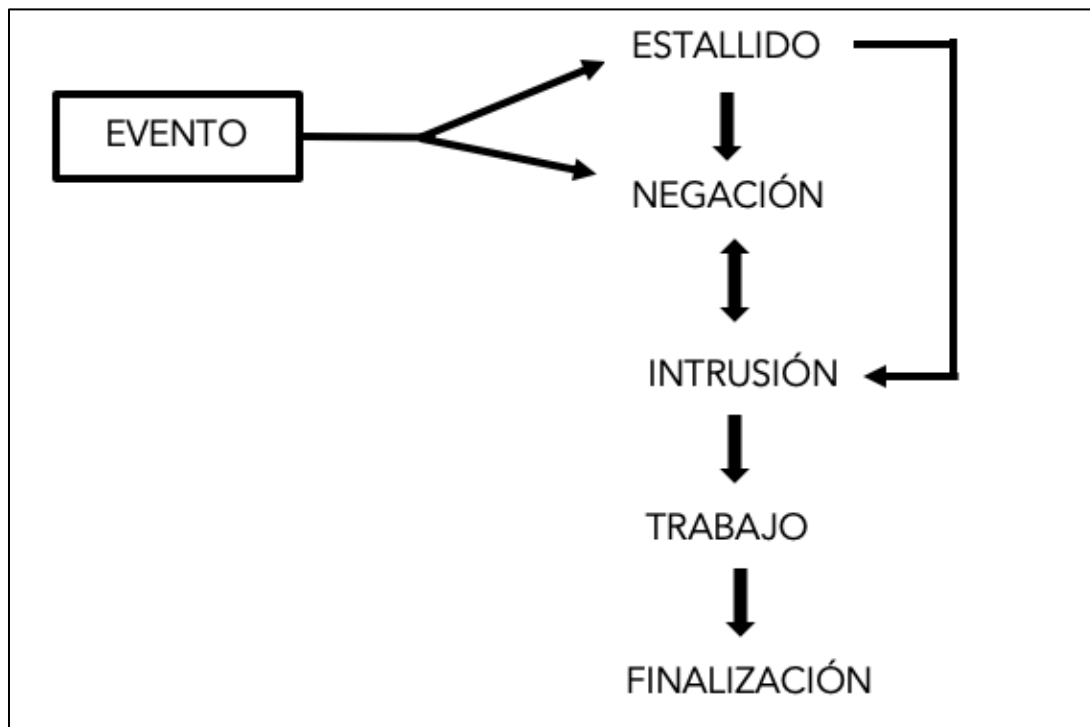 ESTALLIDO
EVENTO
NEGACIÓN
INTRUSIÓN
TRABAJO
FINALIZACIÓN